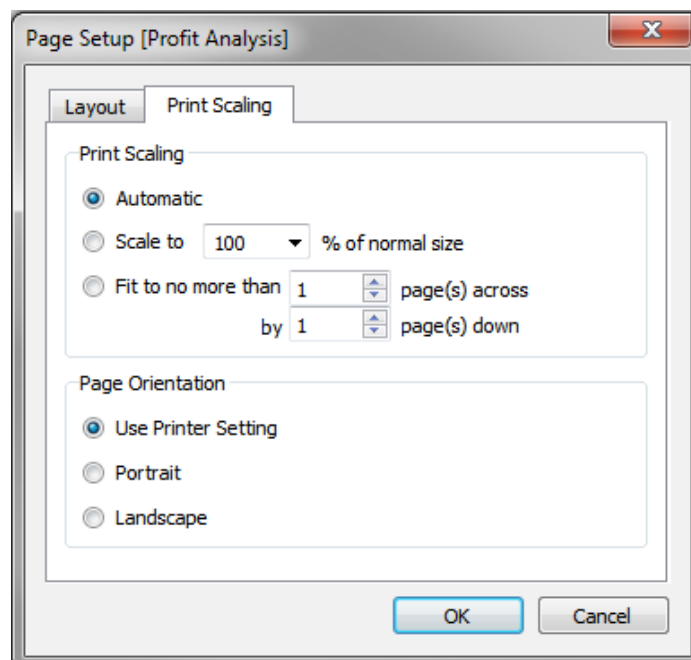 Page Setup [Profit Analysis]
Layout Print Scaling
Print Scaling
Automatic
Scale to 100 % of normal size
Fit to no more than 1 page(s) across
by 1 page(s) down
Page Orientation
Use Printer Setting
Portrait
Landscape
OK Cancel